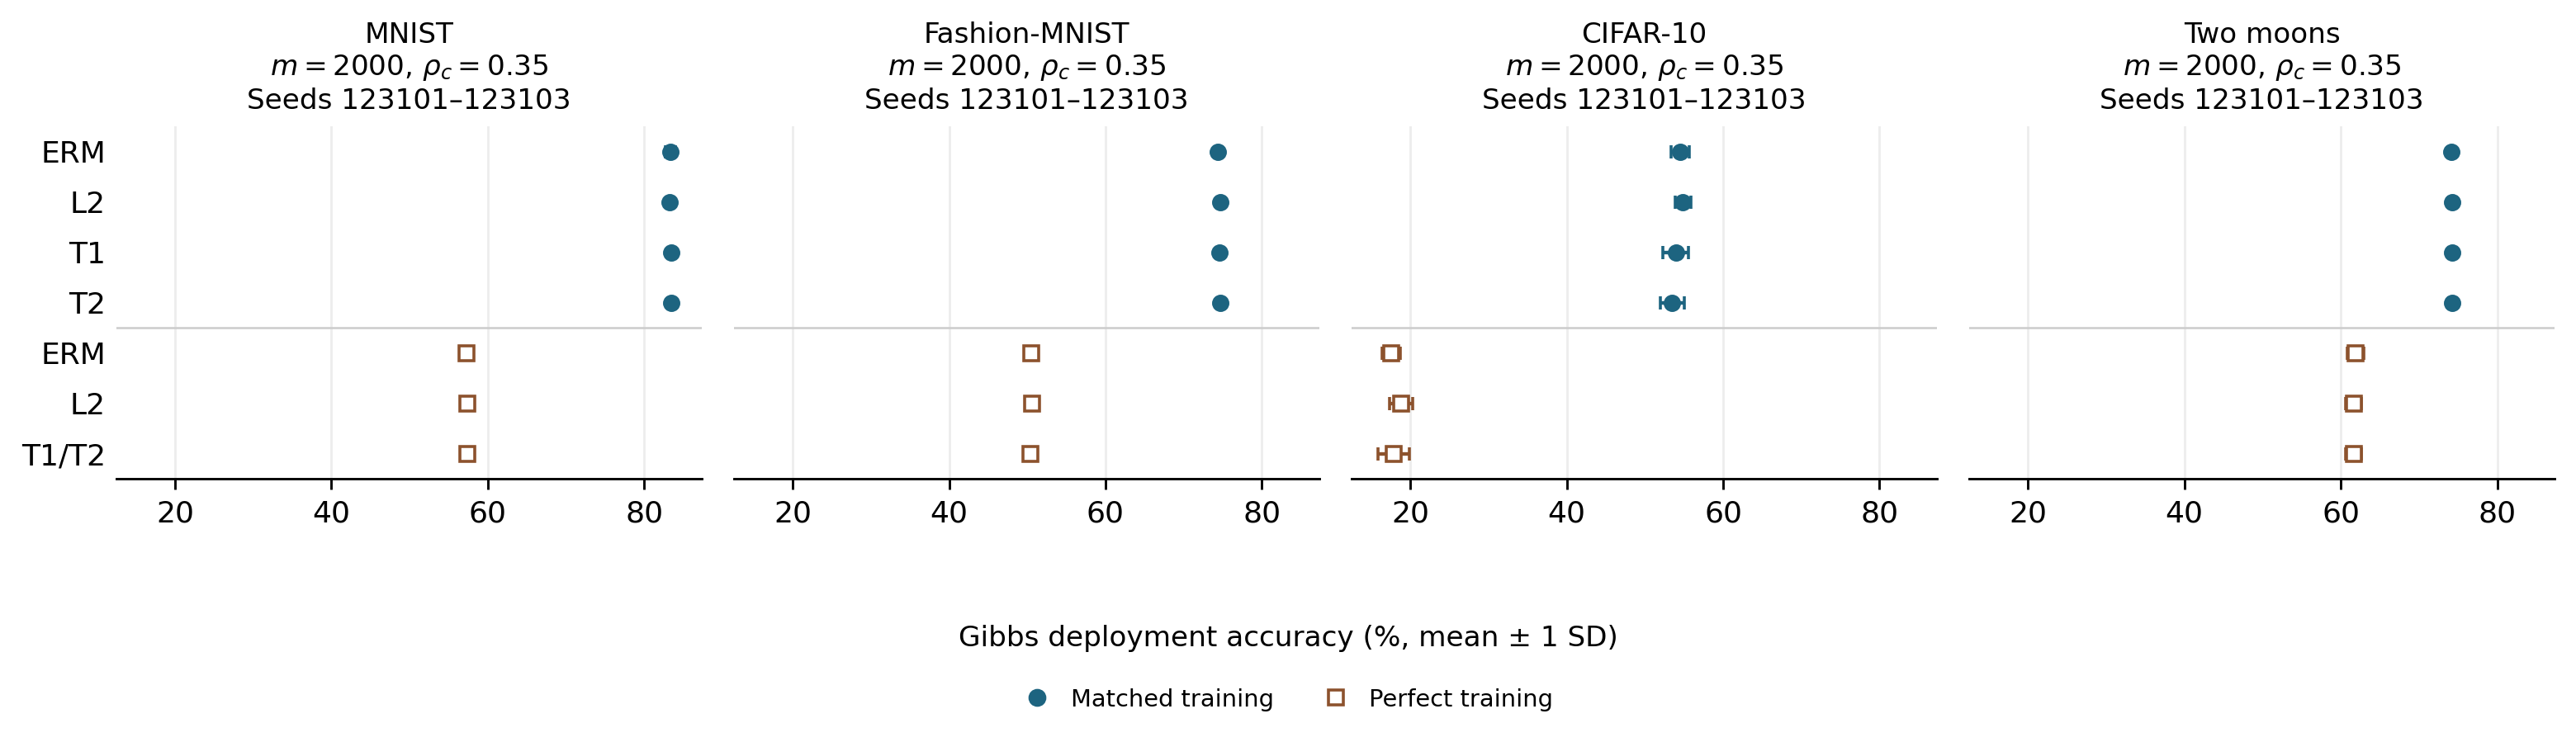 MNIST
m = 2000, ρc = 0.35
Seeds 123101–123103
Fashion-MNIST
m = 2000, ρc = 0.35
Seeds 123101–123103
CIFAR-10
m = 2000, ρc = 0.35
Seeds 123101–123103
Two moons
m = 2000, ρc = 0.35
Seeds 123101–123103
ERM
L2
T1
T2
ERM
L2
T1/T2
20 40 60 80
20 40 60 80
20 40 60 80
20 40 60 80
Gibbs deployment accuracy (%, mean ± 1 SD)
Matched training
Perfect training